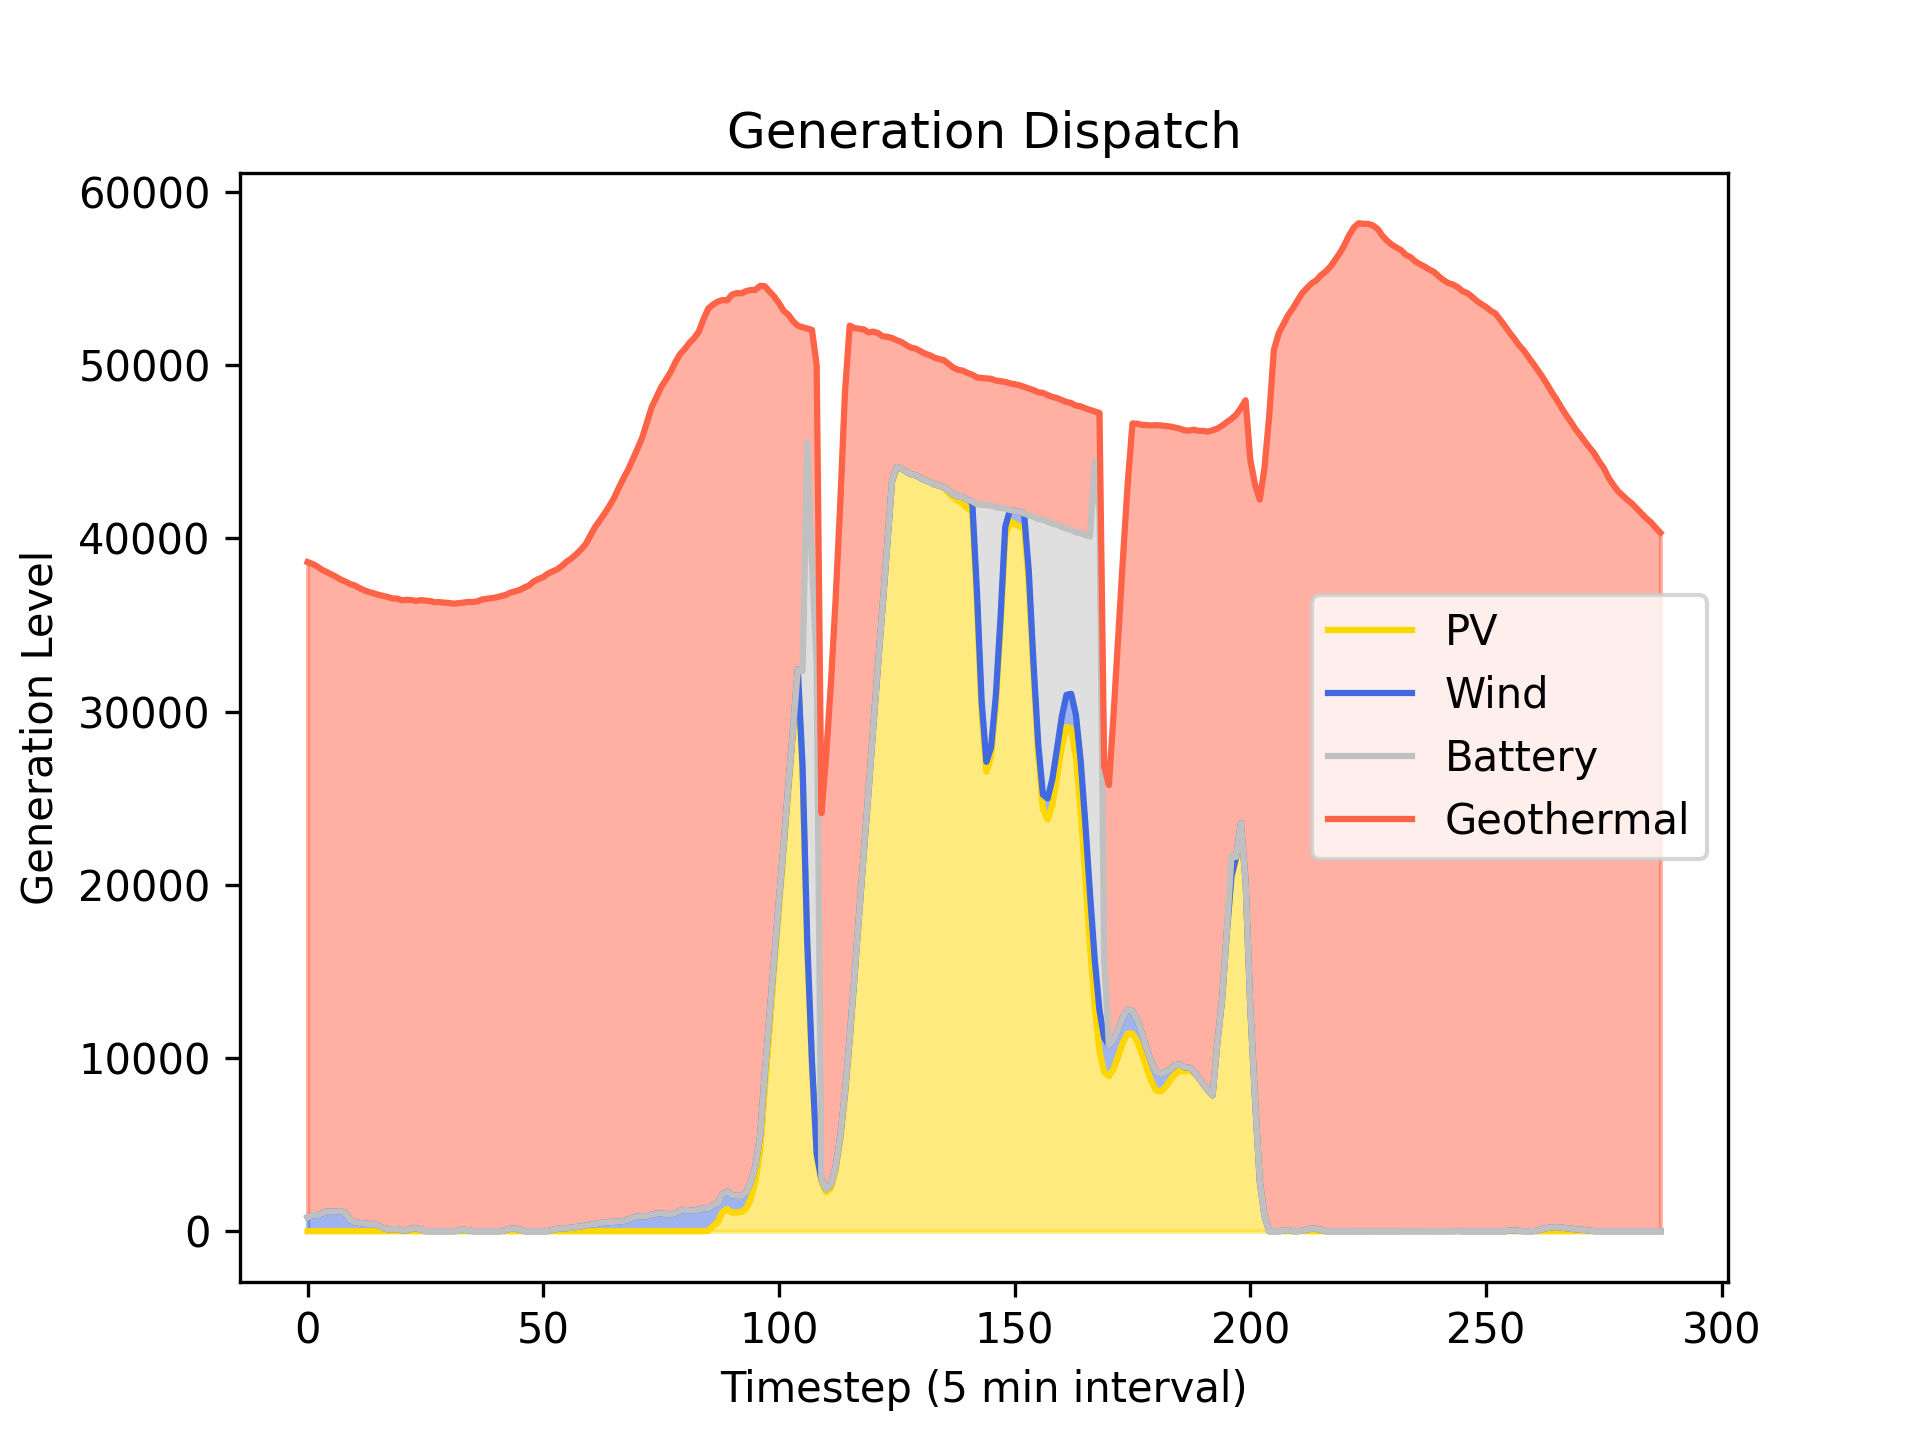 Generation Dispatch
Generation Level
60000
50000
40000
30000
20000
10000
0
PV
Wind
Battery
Geothermal
0 50 100 150 200 250 300
Timestep (5 min interval)